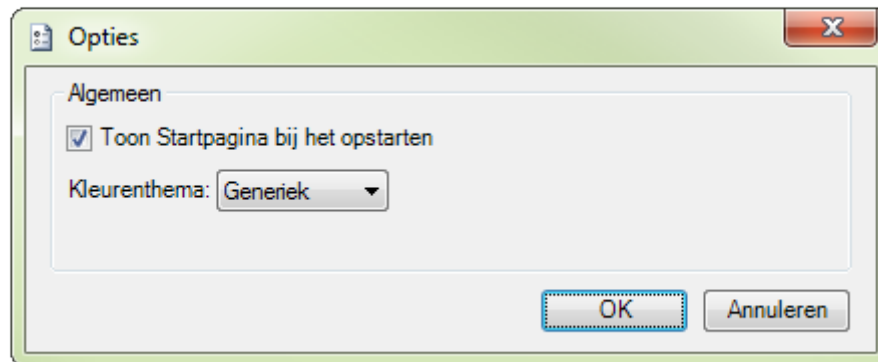 Opties
Algemeen
Toon Startpagina bij het opstarten
Kleurenthema: Generiek
OK Annuleren